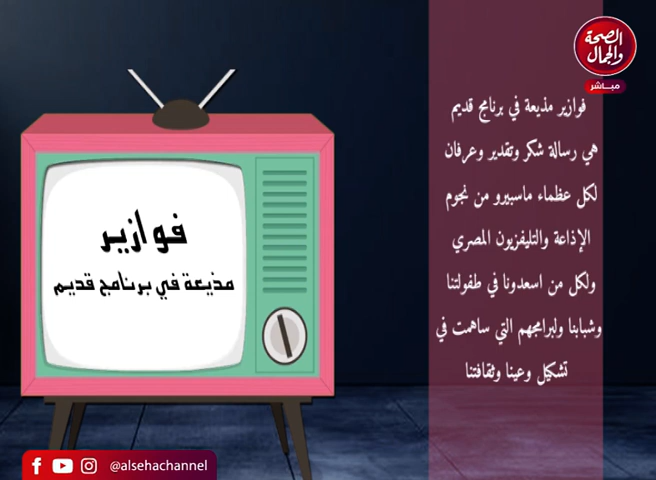 الصحة
والجمال
مباشر
فوازير مذيعة في برنامج قديم
هي رسالة شكر وتقدير وعرفان
لكل عظماء ماسبيرو من نجوم
الإذاعة والتليفزيون المصري
ولكل من اسعدونا في طفولتنا
وشبابنا ولبرامجهم التي ساهمت في
تشكيل وعينا وثقافتنا
فوازير
مذيعة في برنامج قديم
@alsehachannel